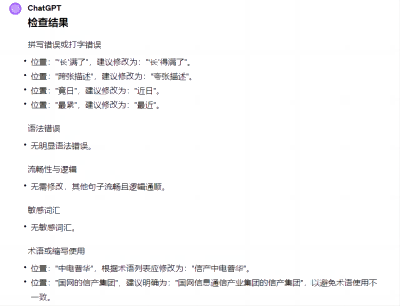 ChatGPT
检查结果
拼写错误或打字错误
• 位置："'长'满了"，建议修改为："'长'得满了"。
• 位置："跨张描述"，建议修改为："夸张描述"。
• 位置："竟日"，建议修改为："近日"。
• 位置："最紧"，建议修改为："最近"。
语法错误
• 无明显语法错误。
流畅性与逻辑
• 无需修改，其他句子流畅且逻辑通顺。
敏感词汇
• 无敏感词汇。
术语或缩写使用
• 位置："中电普华"，根据术语列表应修改为："信产中电普华"。
• 位置："国网的信产集团"，建议明确为："国网信息通信产业集团的信产集团"，以避免术语使用不
一致。